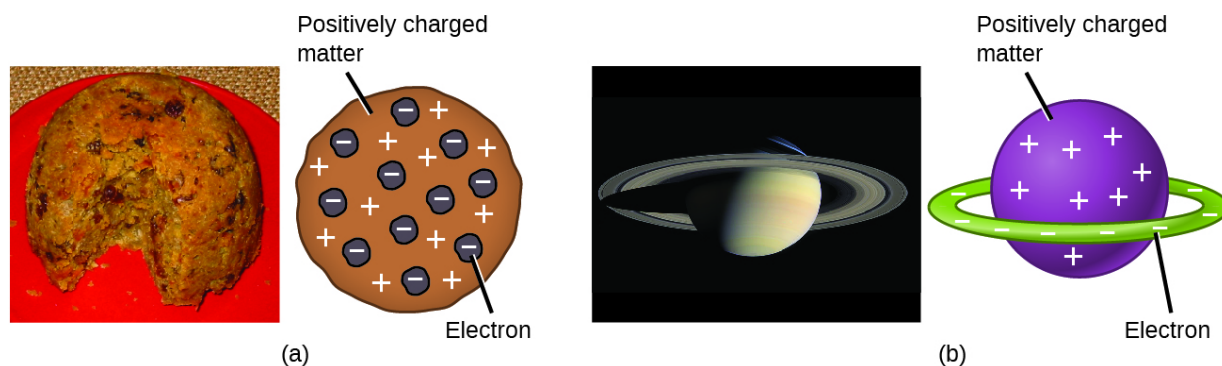 Positively charged
matter
Electron
(a)
Positively charged
matter
Electron
(b)